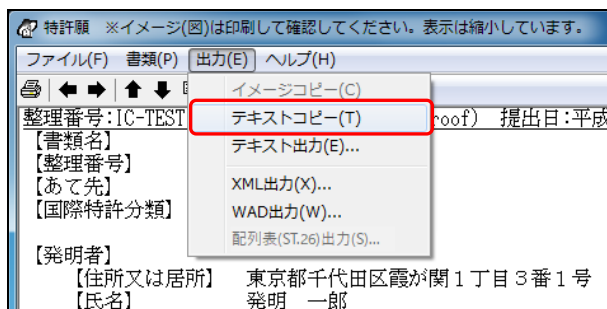 特許願　※イメージ(図)は印刷して確認してください。表示は縮小しています。
ファイル(F) 書類(P) 出力(E) ヘルプ(H)
イメージコピー(C)
整理番号:IC-TEST roof) 提出日:平成
テキストコピー(T)
【書類名】
テキスト出力(E)...
【整理番号】
【あて先】
XML出力(X)...
【国際特許分類】
WAD出力(W)...
配列表(ST.26)出力(S)...
【発明者】
【住所又は居所】 東京都千代田区霞が関１丁目３番１号
【氏名】 発明 一郎